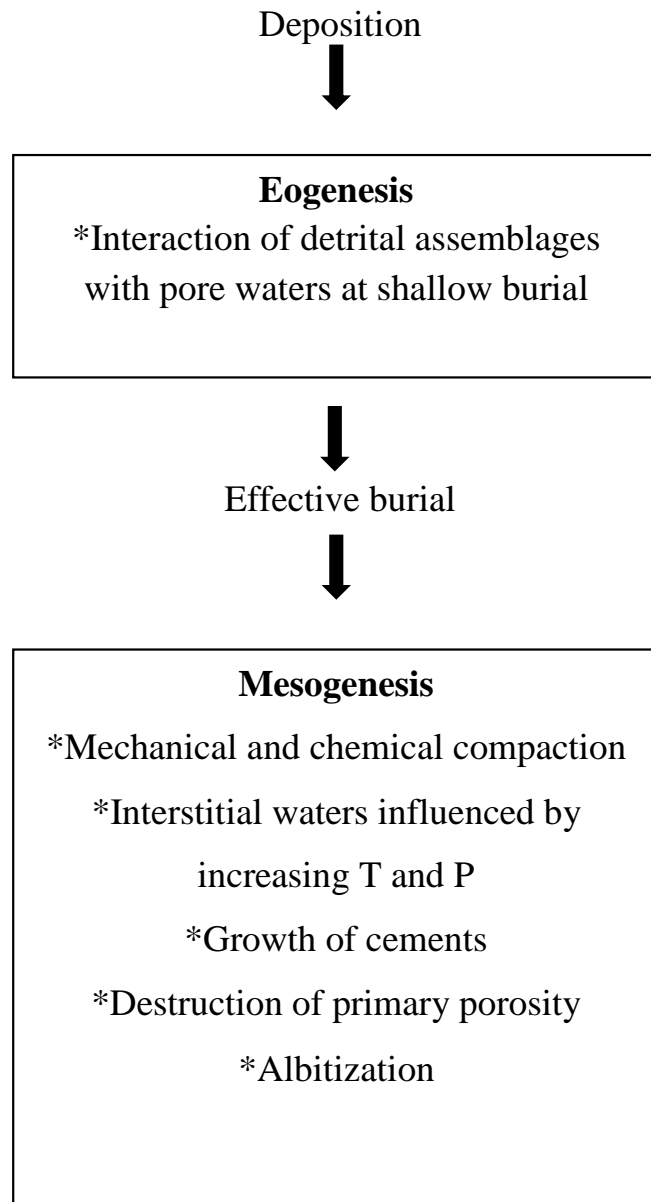 Deposition
Eogenesis
*Interaction of detrital assemblages
with pore waters at shallow burial
Effective burial
Mesogenesis
*Mechanical and chemical compaction
*Interstitial waters influenced by
increasing T and P
*Growth of cements
*Destruction of primary porosity
*Albitization